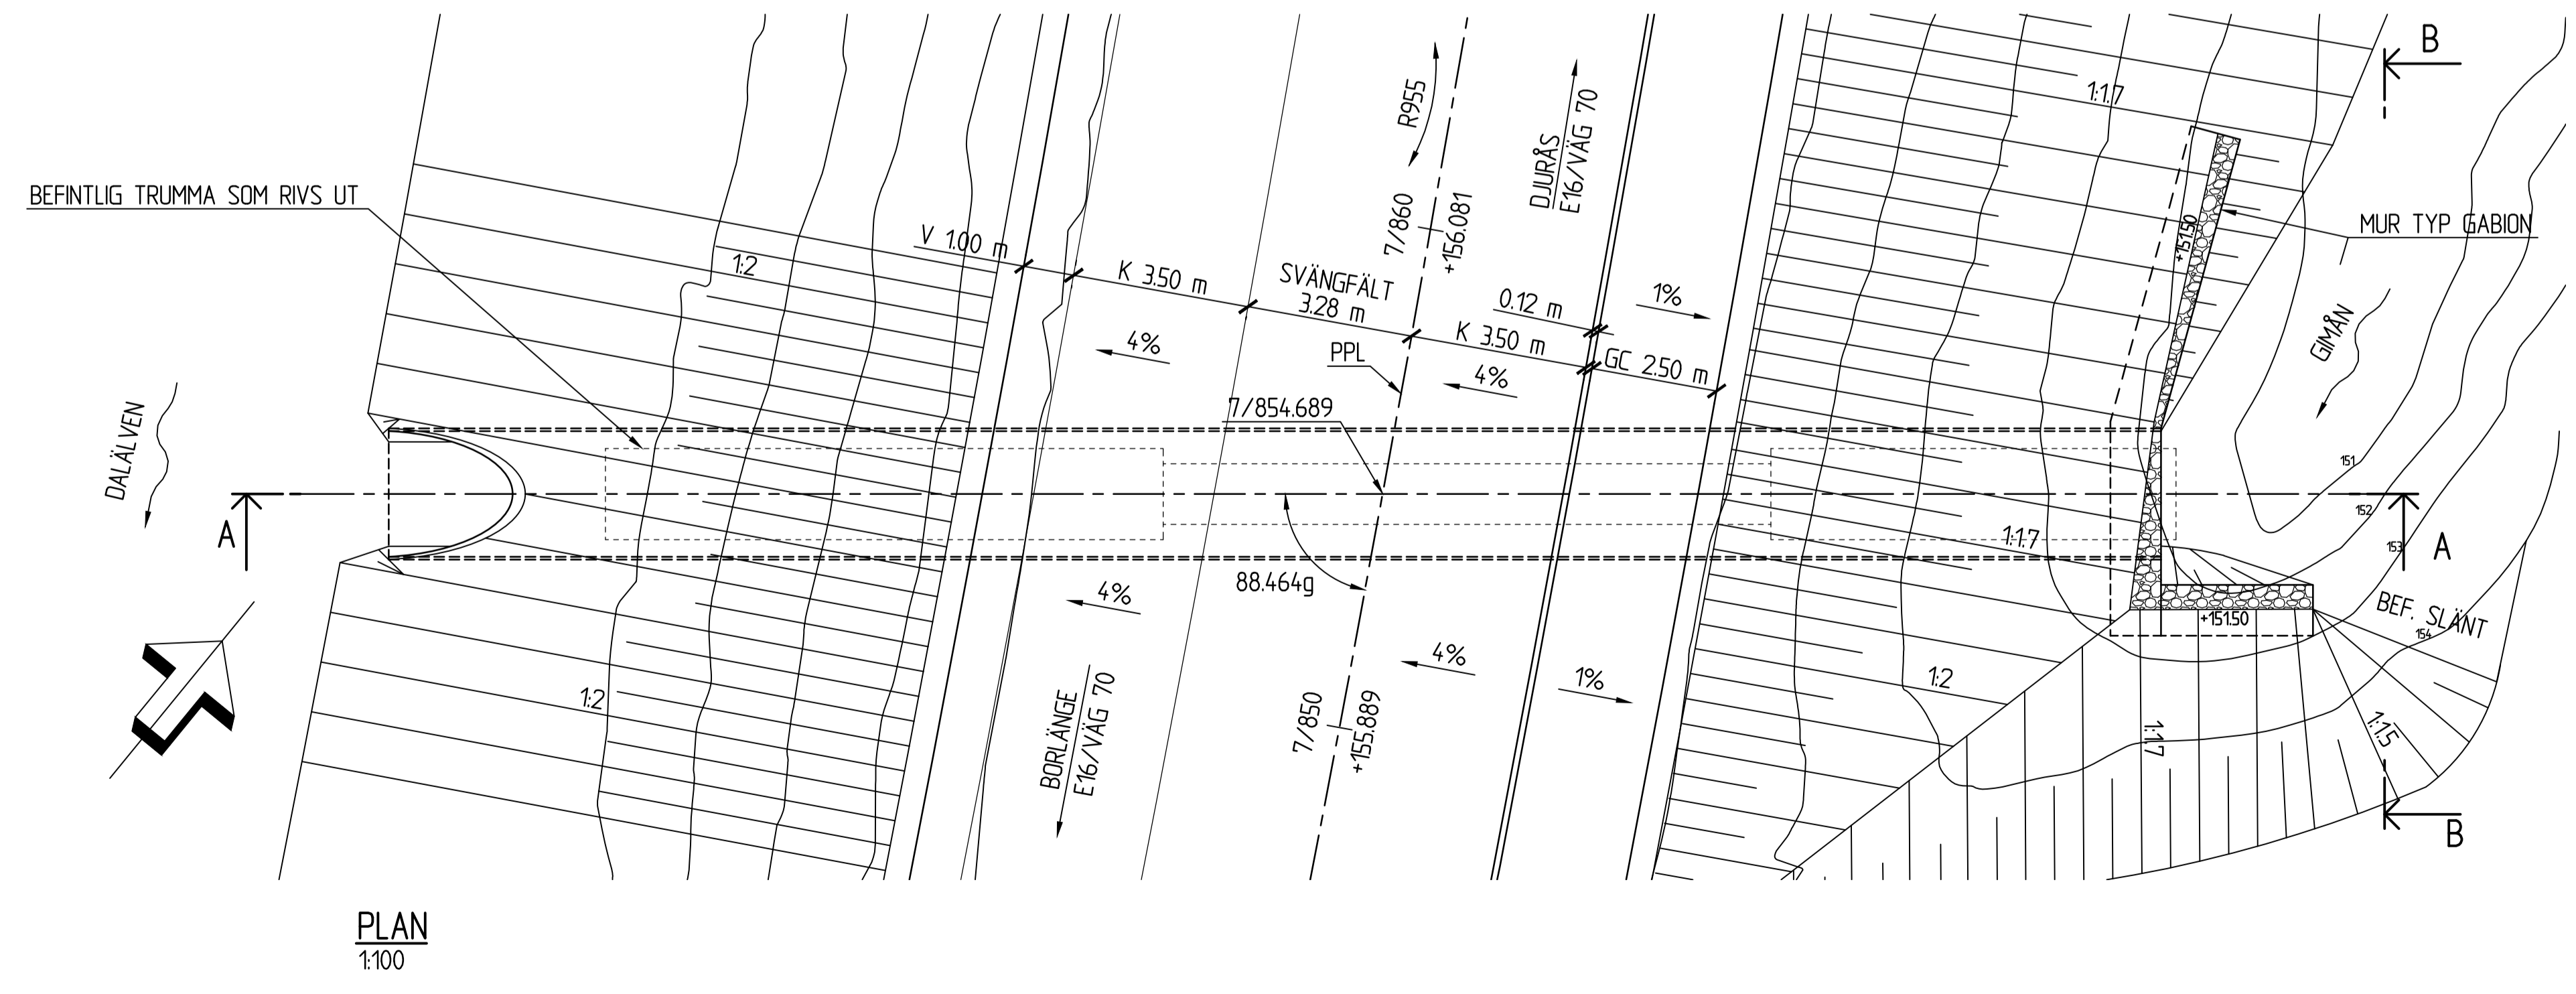 B
1:1.7
R955
DJURÅS
E16/VÄG 70
BEFINTLIG TRUMMA SOM RIVS UT
7/860
+156.081
+151.50
MUR TYP GABION
V 1.00 m
1:2
K 3.50 m
SVÄNGFÄLT
3.28 m
0.12 m
1%
4%
PPL
K 3.50 m
4%
GC 2.50 m
GIMÅN
7/854.689
DALÄLVEN
151
152
A
1:1.7
153
A
88.464g
4%
+151.50
BEF. SLÄNT
154
4%
1%
1:2
1:2
BORLÄNGE
E16/VÄG 70
7/850
+155.889
1:1.7
1:1.5
B
PLAN
1:100